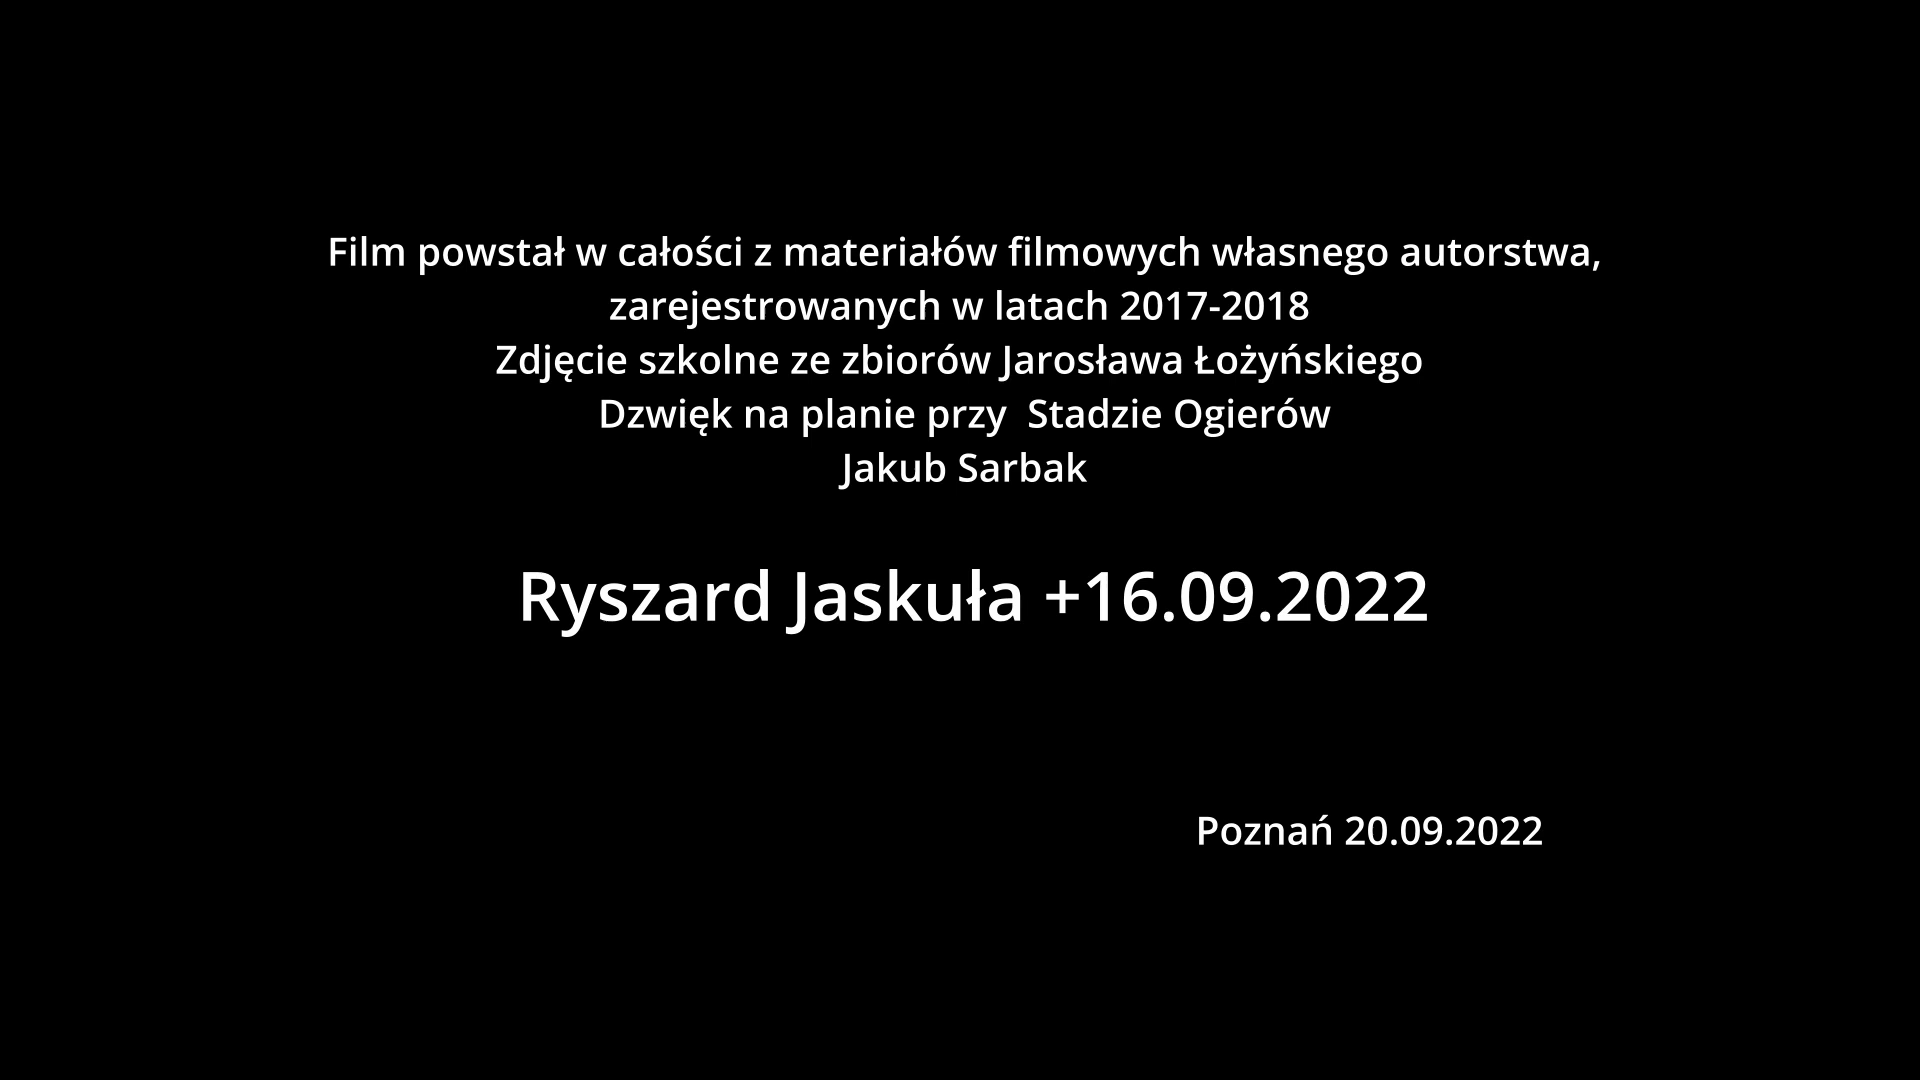 Film powstał w całości z materiałów filmowych własnego autorstwa,
zarejestrowanych w latach 2017-2018
Zdjęcie szkolne ze zbiorów Jarosława Łożyńskiego
Dzwięk na planie przy  Stadzie Ogierów
Jakub Sarbak
Ryszard Jaskuła +16.09.2022
Poznań 20.09.2022